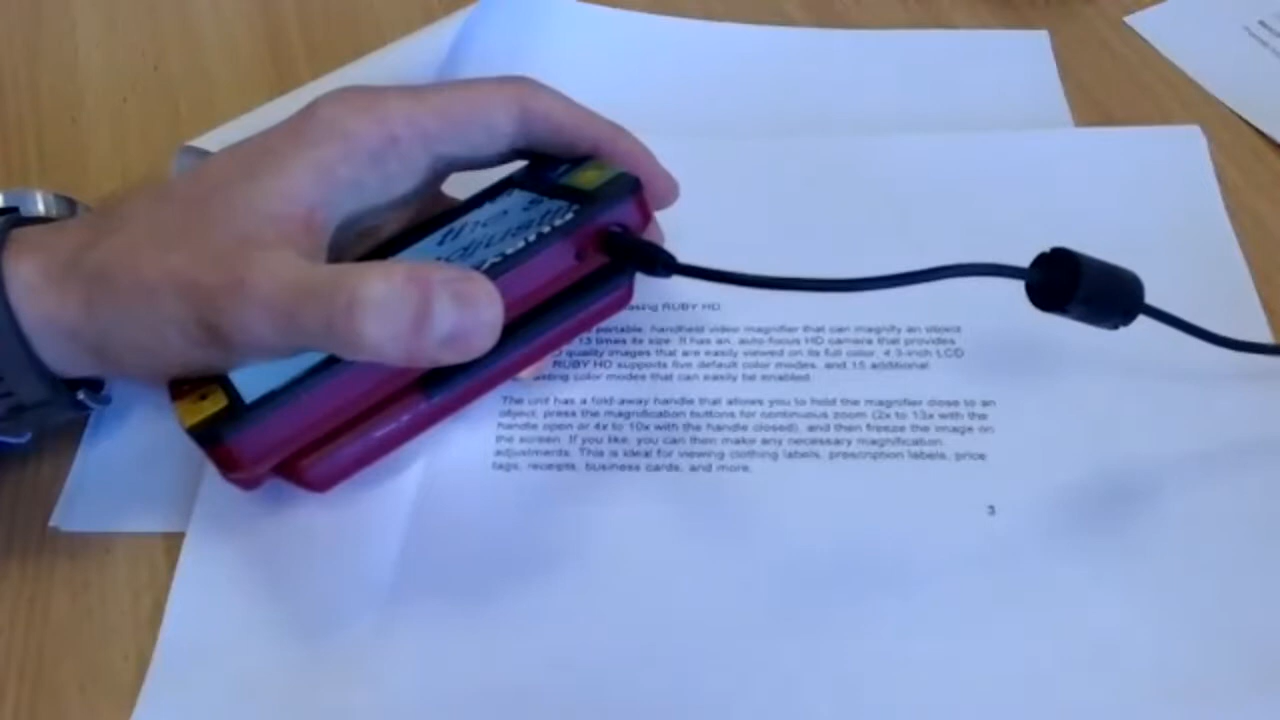 the s
adjust
RUBY
using RUBY HD
portable, handheld video magnifier that can magnify an object
13 times its size. It has an, auto-focus HD camera that provides
quality images that are easily viewed on its full color, 4.3-inch LCD
RUBY HD supports five default color modes, and 15 additional
color modes that can easily be enabled.
The unit has a fold-away handle that allows you to hold the magnifier close to an
object, press the magnification buttons for continuous zoom (2x to 13x with the
handle open or 4x to 10x with the handle closed), and then freeze the image on
the screen. If you like, you can then make any necessary magnification
adjustments. This is ideal for viewing clothing labels, prescription labels, price
tags, receipts, business cards, and more.
3